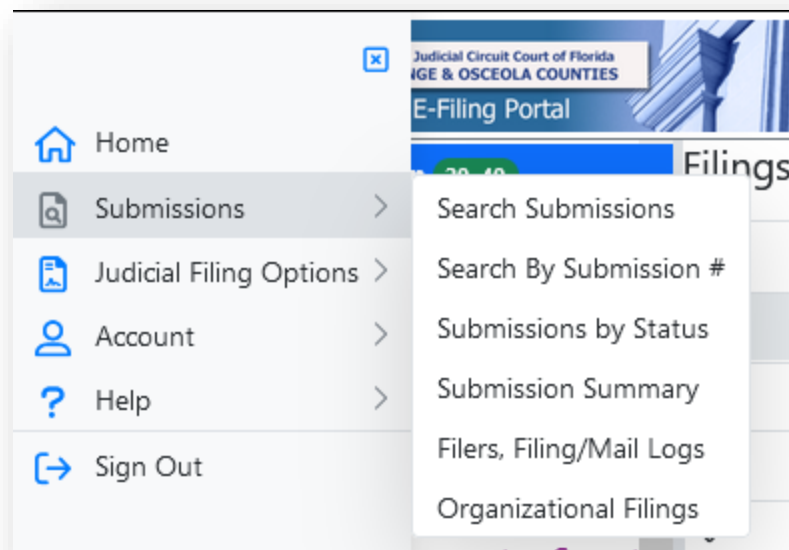 Judicial Circuit Court of Florida
& OSCEOLA COUNTIES
E-Filing Portal
Home
Submissions
Judicial Filing Options
Account
Help
Sign Out
Filings
Search Submissions
Search By Submission #
Submissions by Status
Submission Summary
Filers, Filing/Mail Logs
Organizational Filings